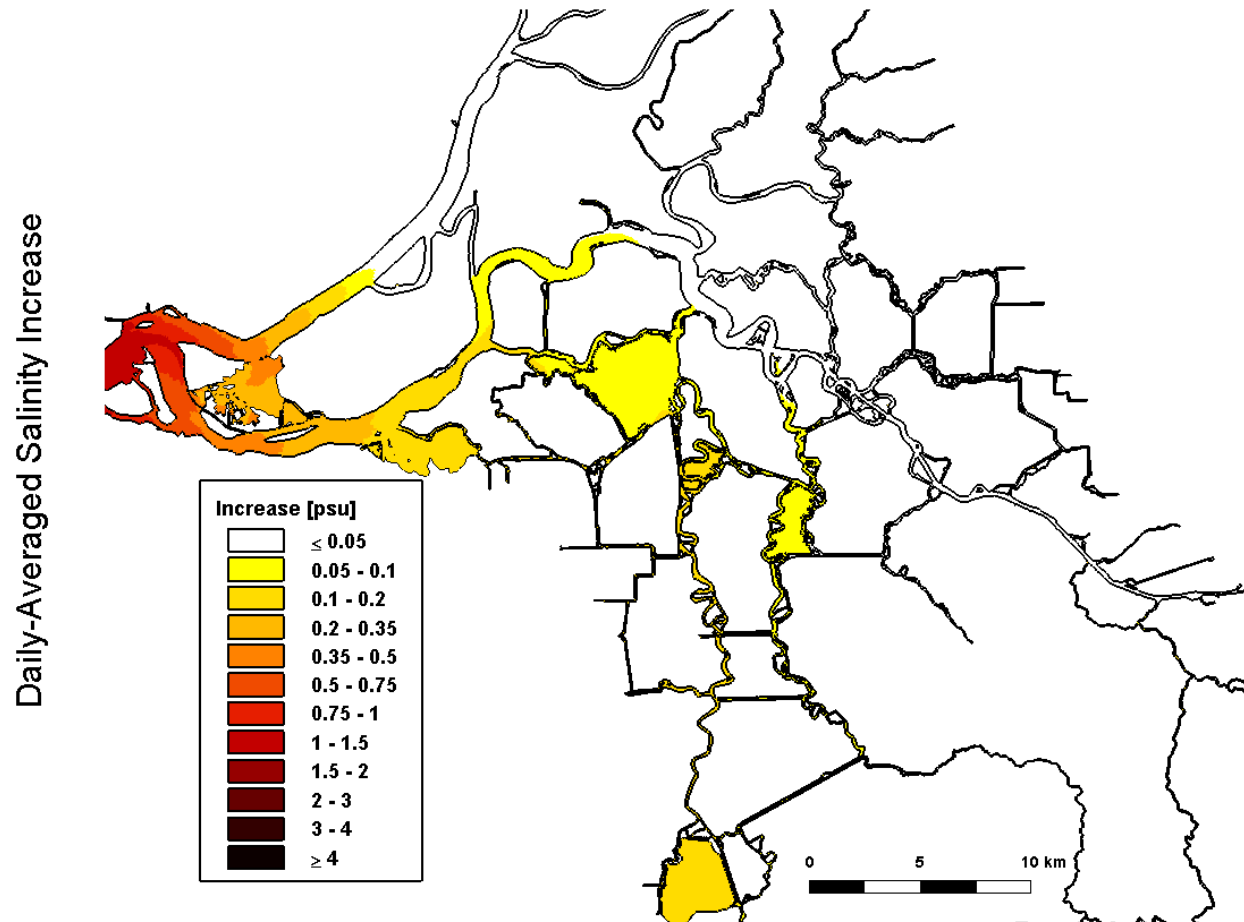 Daily-Averaged Salinity Increase
Increase [psu]
≤ 0.05
0.05 - 0.1
0.1 - 0.2
0.2 - 0.35
0.35 - 0.5
0.5 - 0.75
0.75 - 1
1 - 1.5
1.5 - 2
2 - 3
3 - 4
≥ 4
0 5 10 km